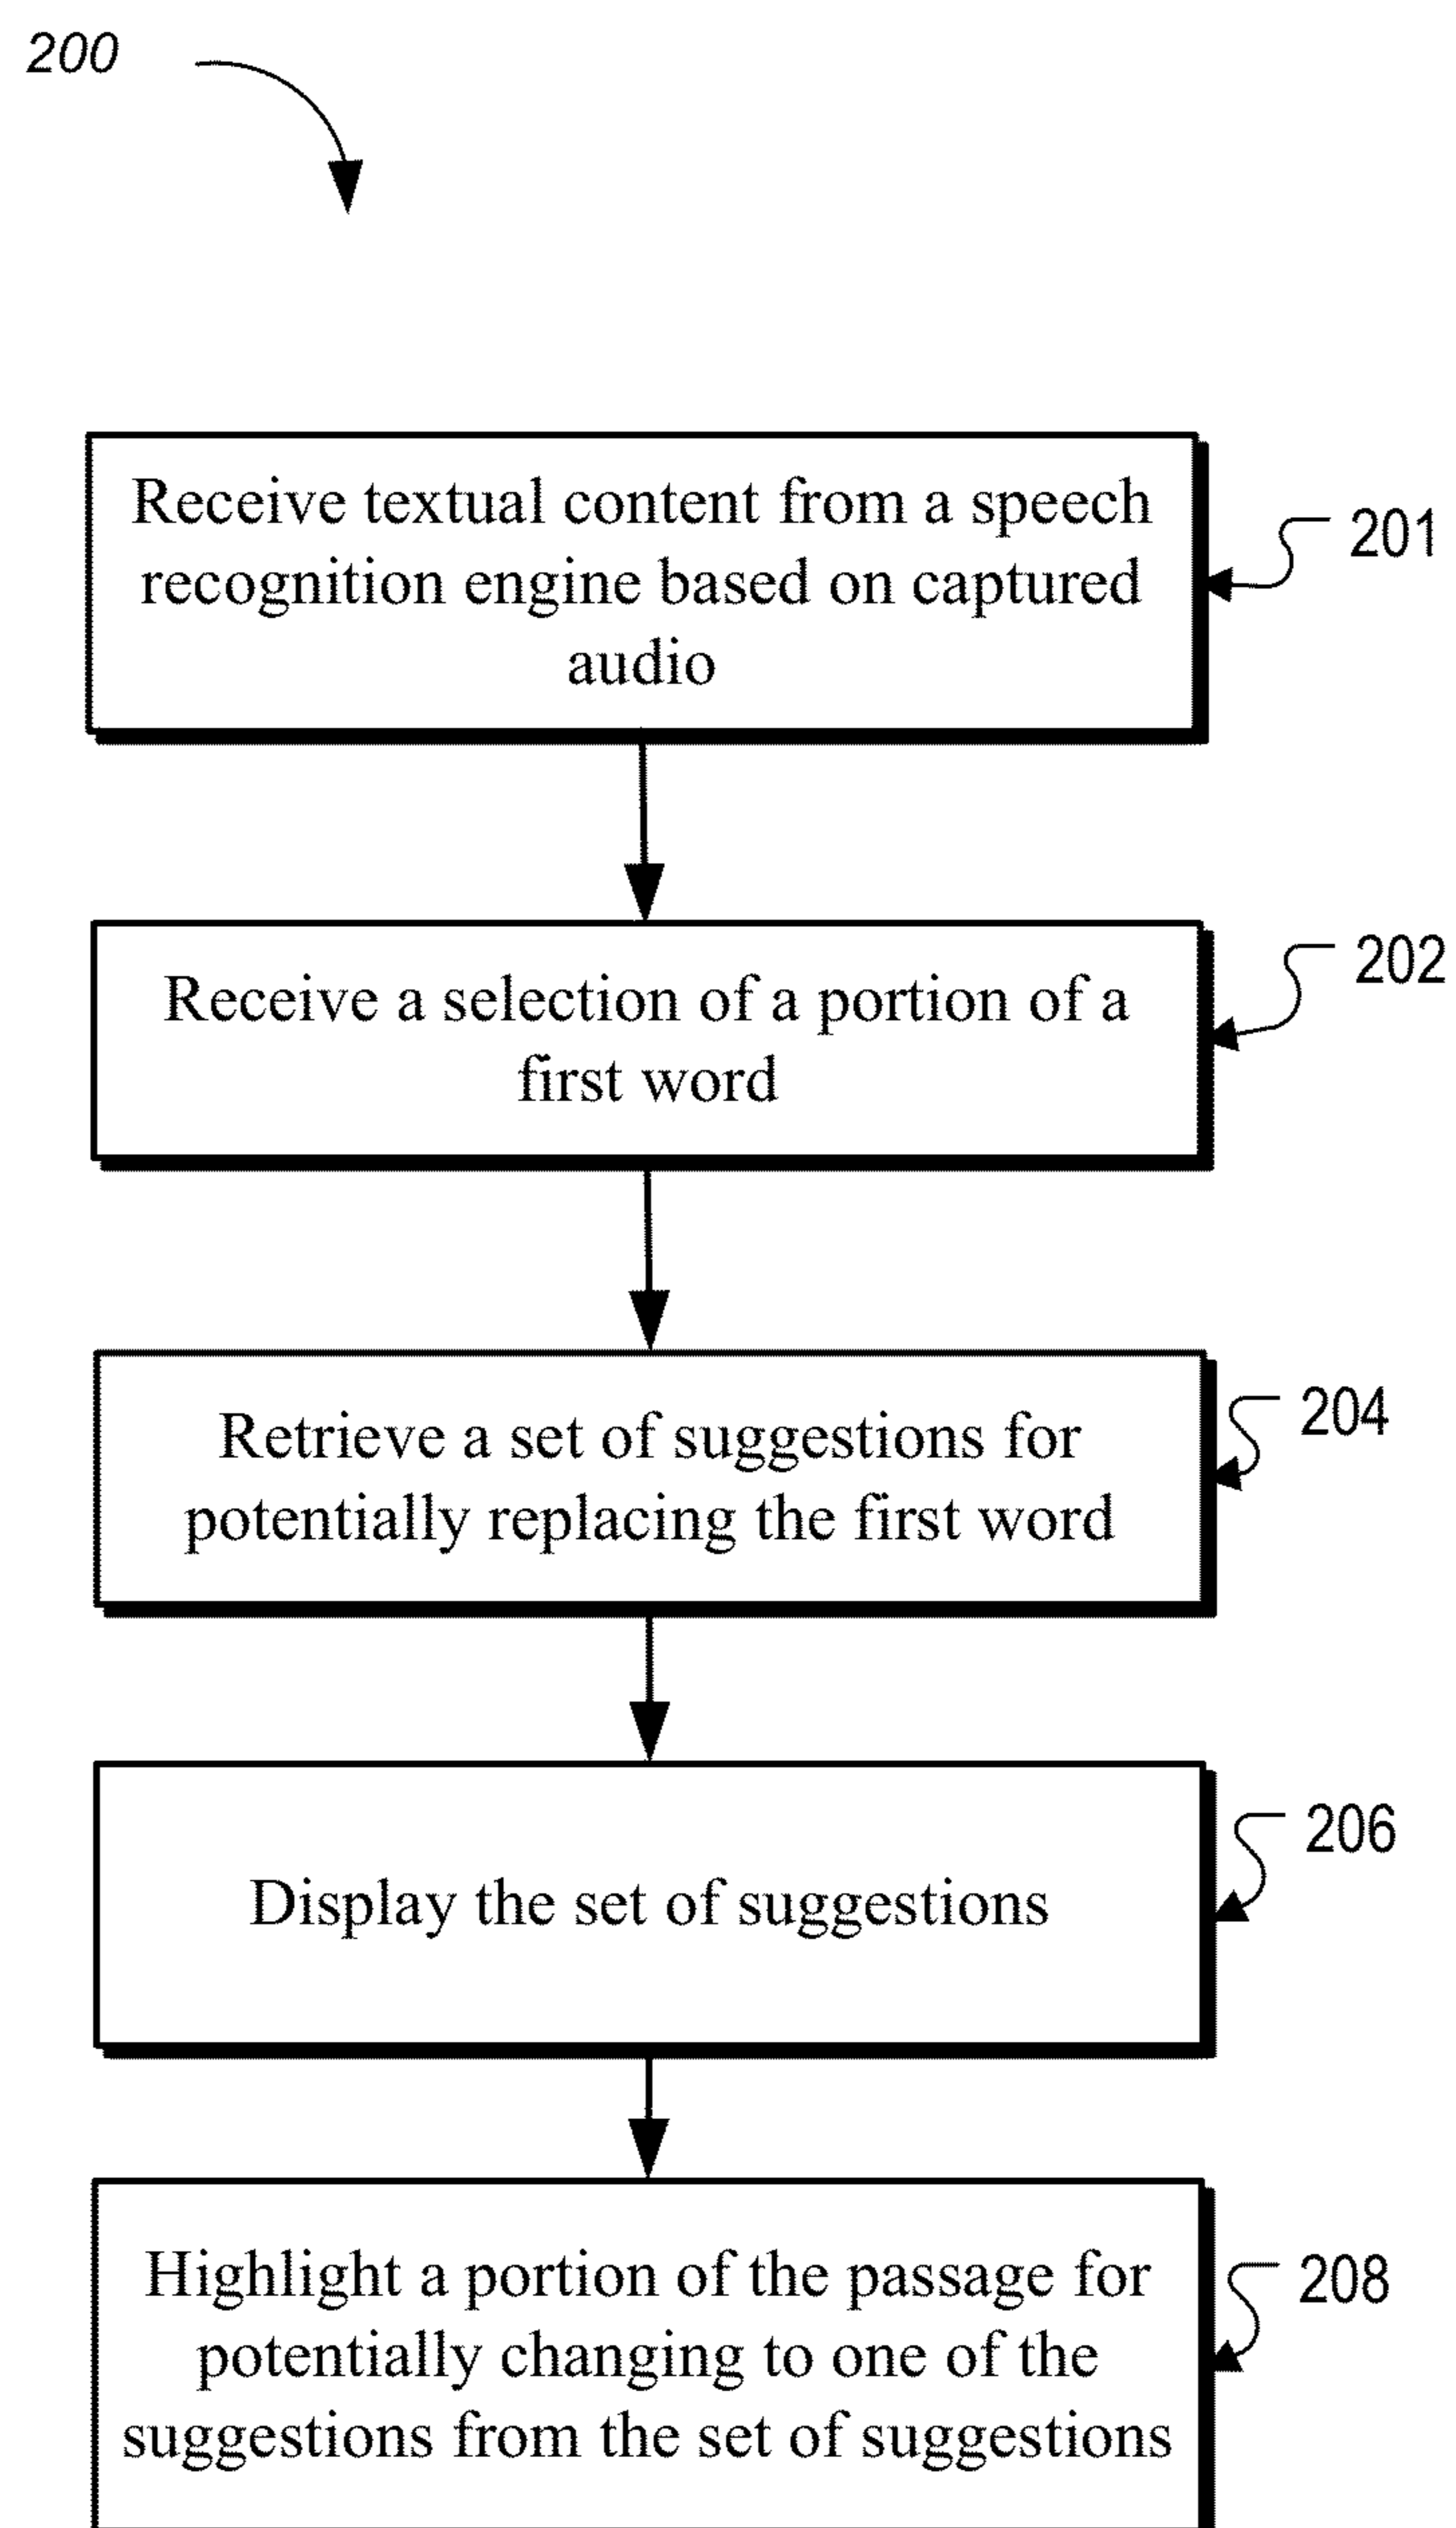 200
Receive textual content from a speech
recognition engine based on captured
audio
201
Receive a selection of a portion of a
first word
202
Retrieve a set of suggestions for
potentially replacing the first word
204
Display the set of suggestions
206
Highlight a portion of the passage for
potentially changing to one of the
suggestions from the set of suggestions
208